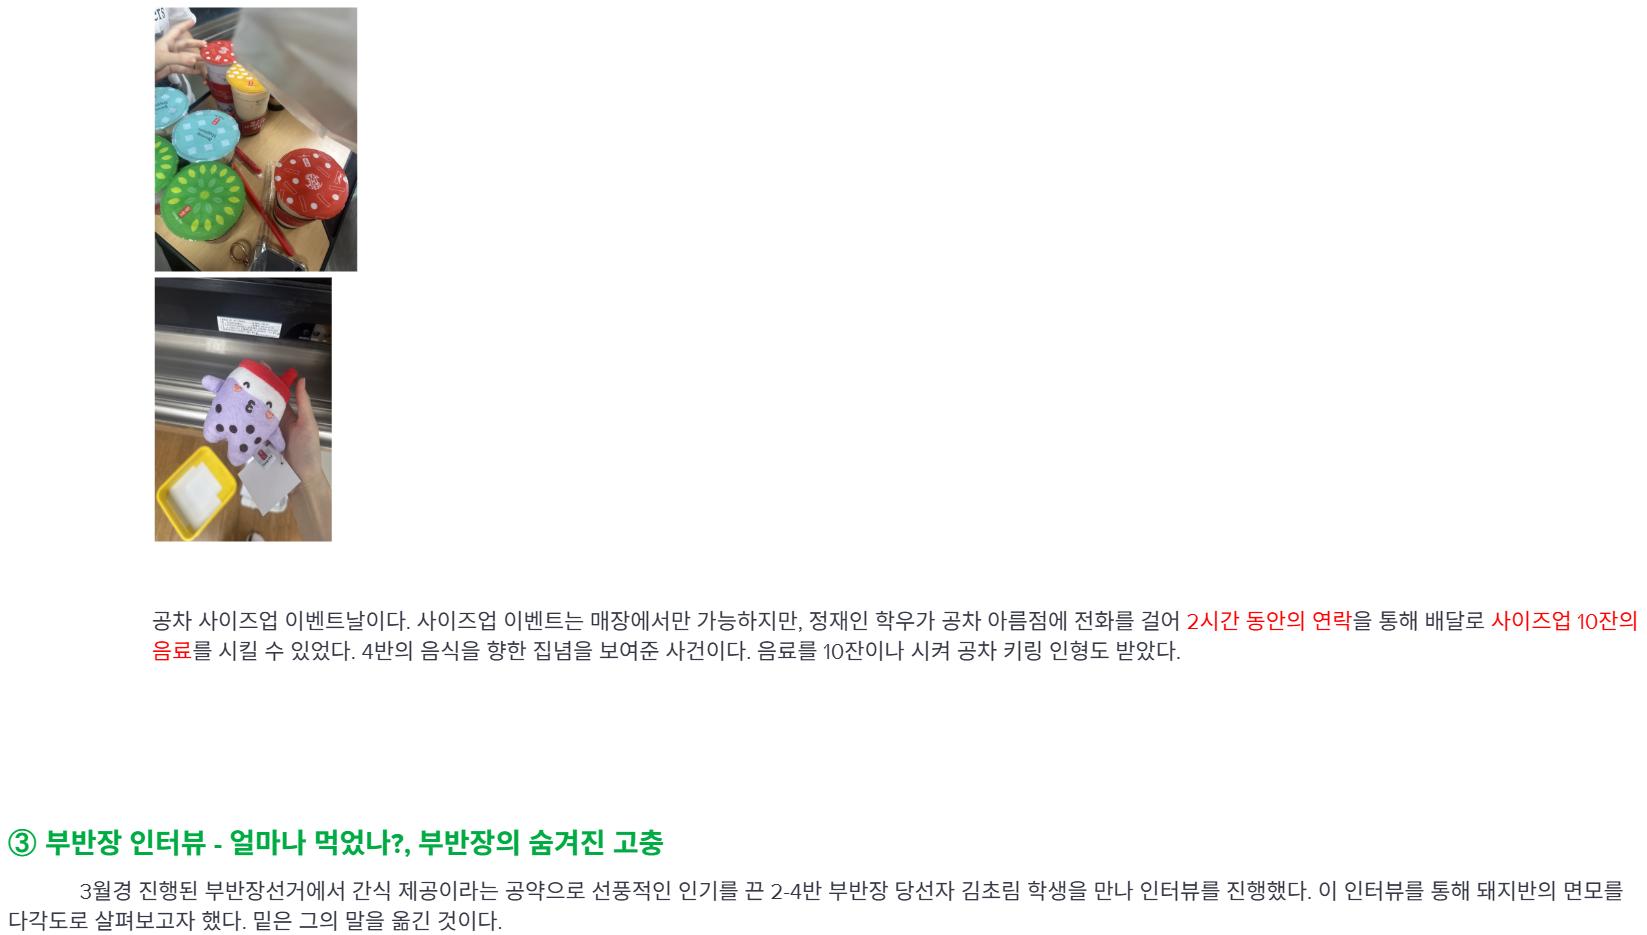 공차 사이즈업 이벤트날이다. 사이즈업 이벤트는 매장에서만 가능하지만, 정재인 학우가 공차 아름점에 전화를 걸어 2시간 동안의 연락을 통해 배달로 사이즈업 10잔의
음료를 시킬 수 있었다. 4반의 음식을 향한 집념을 보여준 사건이다. 음료를 10잔이나 시켜 공차 키링 인형도 받았다.
③ 부반장 인터뷰 - 얼마나 먹었나?, 부반장의 숨겨진 고충
3월경 진행된 부반장선거에서 간식 제공이라는 공약으로 선풍적인 인기를 끈 2-4반 부반장 당선자 김초림 학생을 만나 인터뷰를 진행했다. 이 인터뷰를 통해 돼지반의 면모를
다각도로 살펴보고자 했다. 밑은 그의 말을 옮긴 것이다.